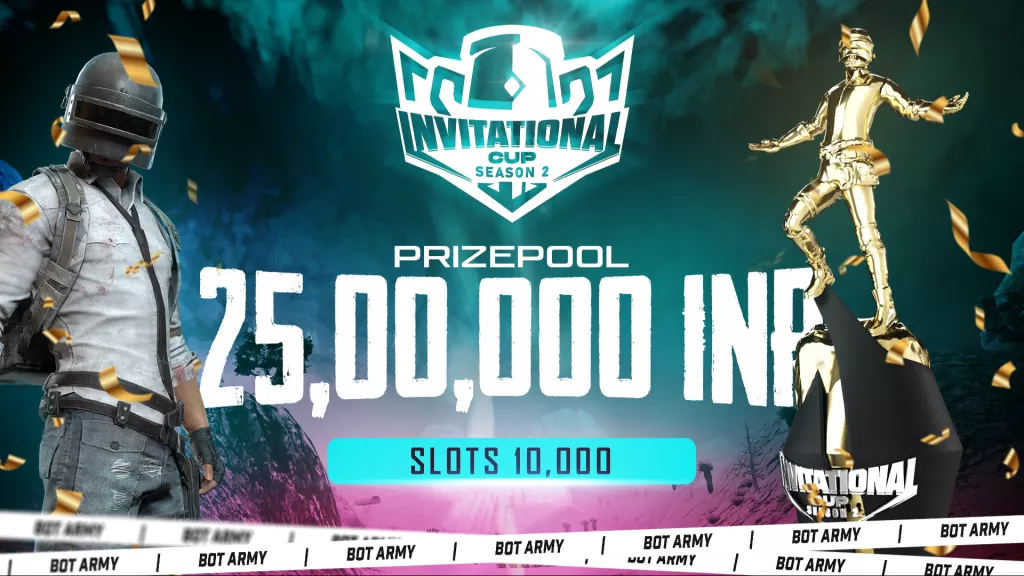 INVITATIONAL
CUP
SEASON 2
PRIZEPOOL
25,00,000 INR
SLOTS 10,000
INVITATIONAL
CUP
BOT ARMY BOT ARMY BOT ARMY BOT ARMY BOT ARMY BOT ARMY
BOT ARMY BOT ARMY BOT ARMY BOT ARMY BOT ARMY BOT ARMY BOT ARMY